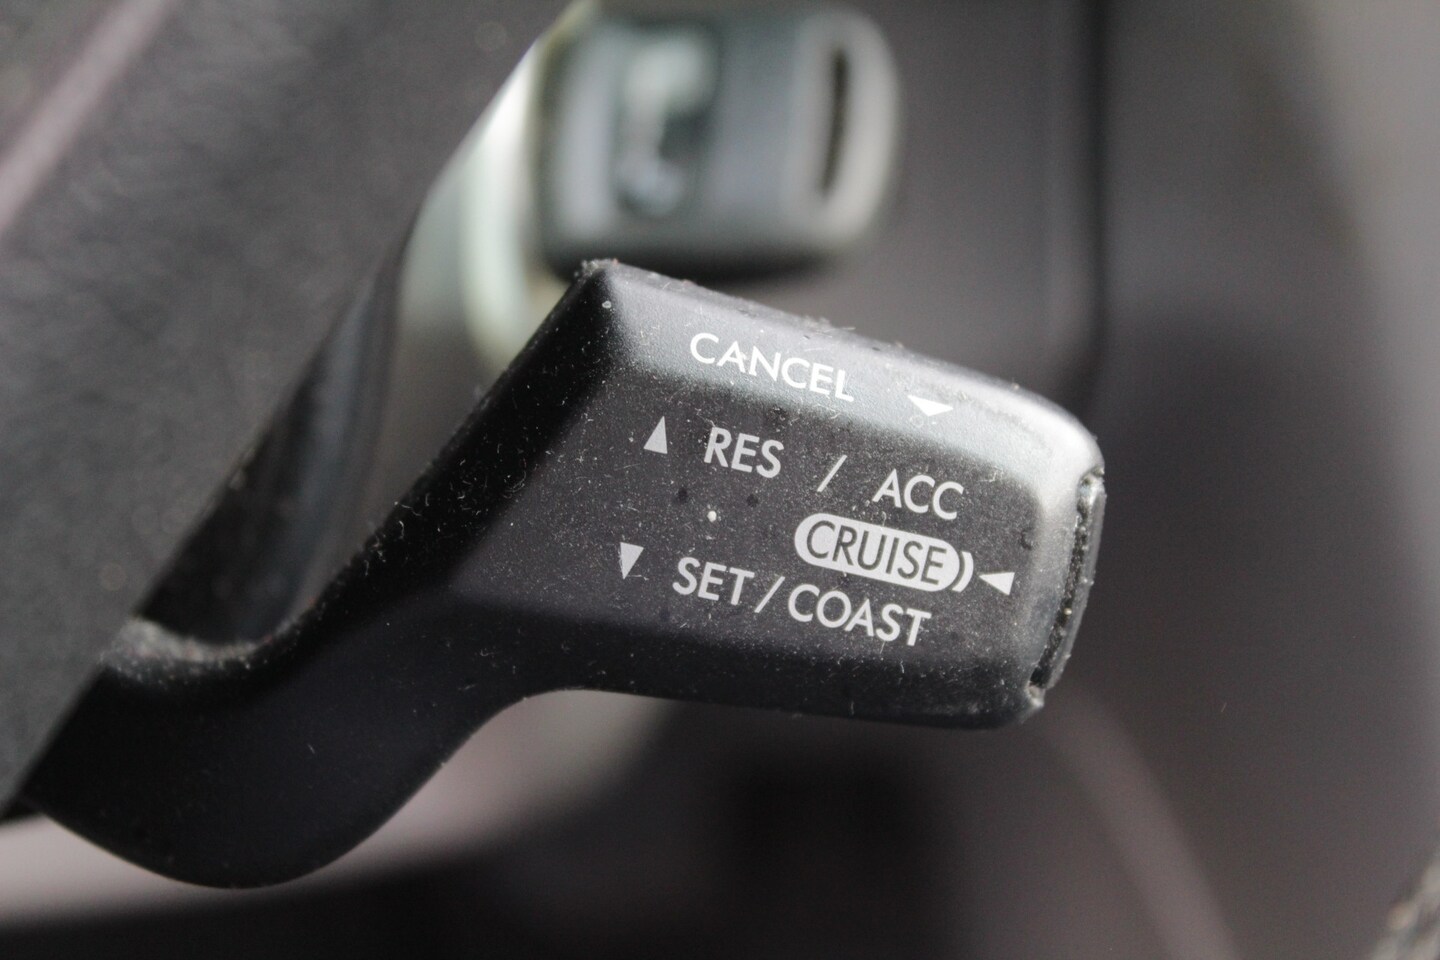 CANCEL
RES / ACC
CRUISE
SET / COAST